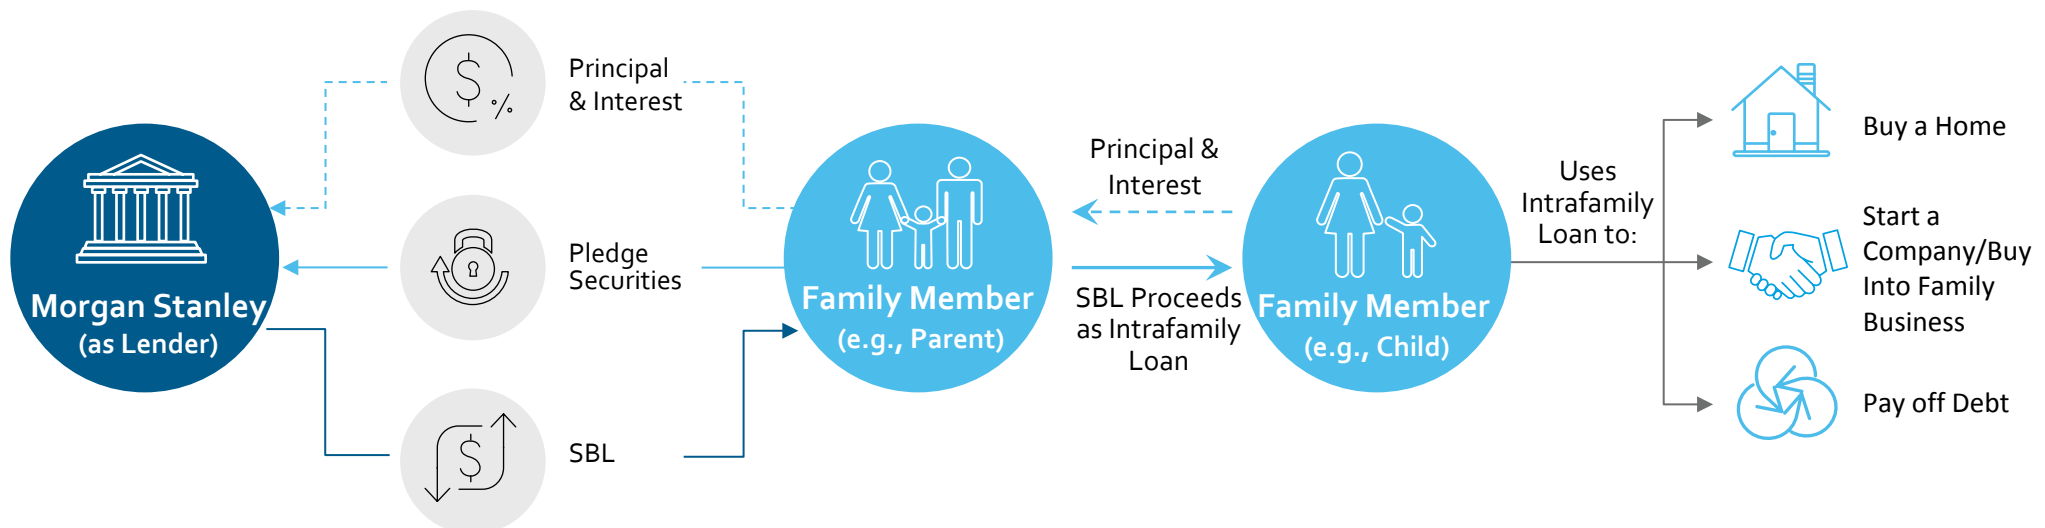 Morgan Stanley
(as Lender)
$
%
Principal
& Interest
Pledge
Securities
$
SBL
Family Member
(e.g., Parent)
Principal &
Interest
SBL Proceeds
as Intrafamily
Loan
Family Member
(e.g., Child)
Uses
Intrafamily
Loan to:
Buy a Home
Start a
Company/Buy
Into Family
Business
Pay off Debt